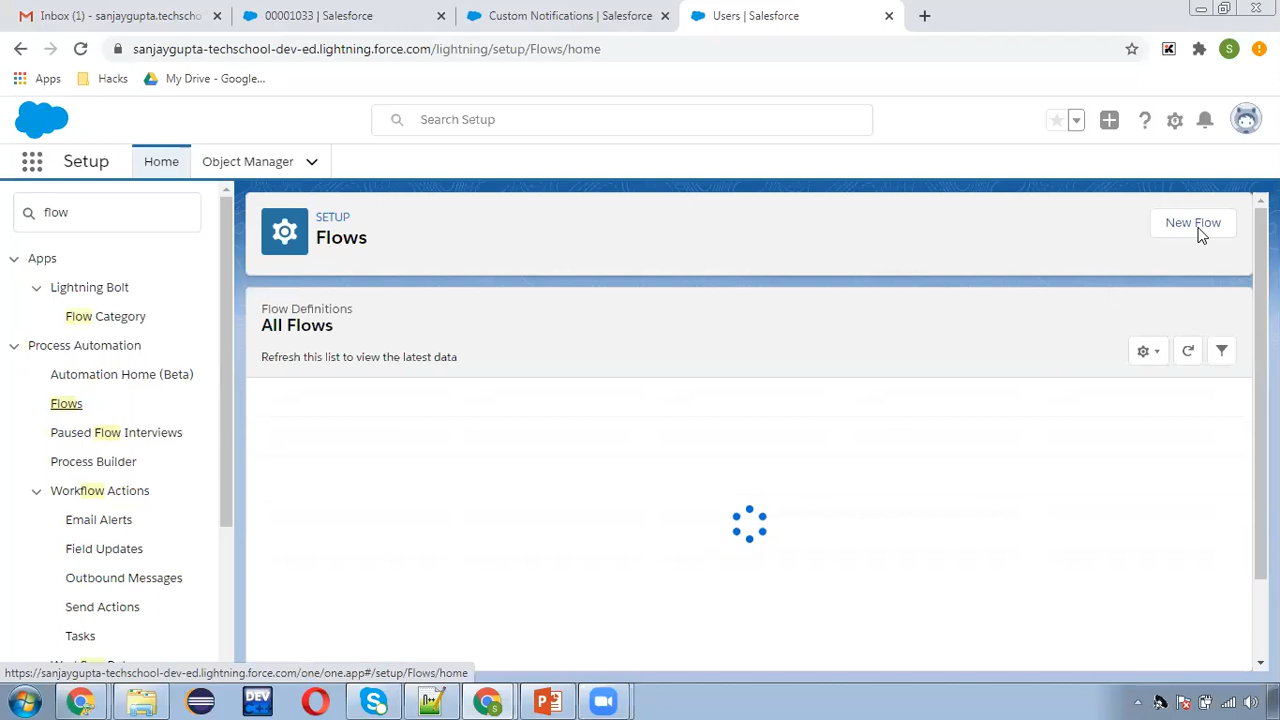 Inbox (4) - sanjaygupta.techscho
00001033 | Salesforce
Custom Notifications | Salesforce
Users | Salesforce
sanjaygupta-techschool-dev-ed.lightning.force.com/lightning/setup/Flows/home
S
Apps
Hacks
My Drive - Google...
Search Setup
Setup
Home
Object Manager
flow
SETUP
Flows
New Flow
Apps
Lightning Bolt
Flow Category
Process Automation
Automation Home (Beta)
Flows
Paused Flow Interviews
Process Builder
Workflow Actions
Email Alerts
Field Updates
Outbound Messages
Send Actions
Tasks
Flow Definitions
All Flows
Refresh this list to view the latest data
https://sanjaygupta-techschool-dev-ed.lightning.force.com/one/one.app#/setup/Flows/home
DEV